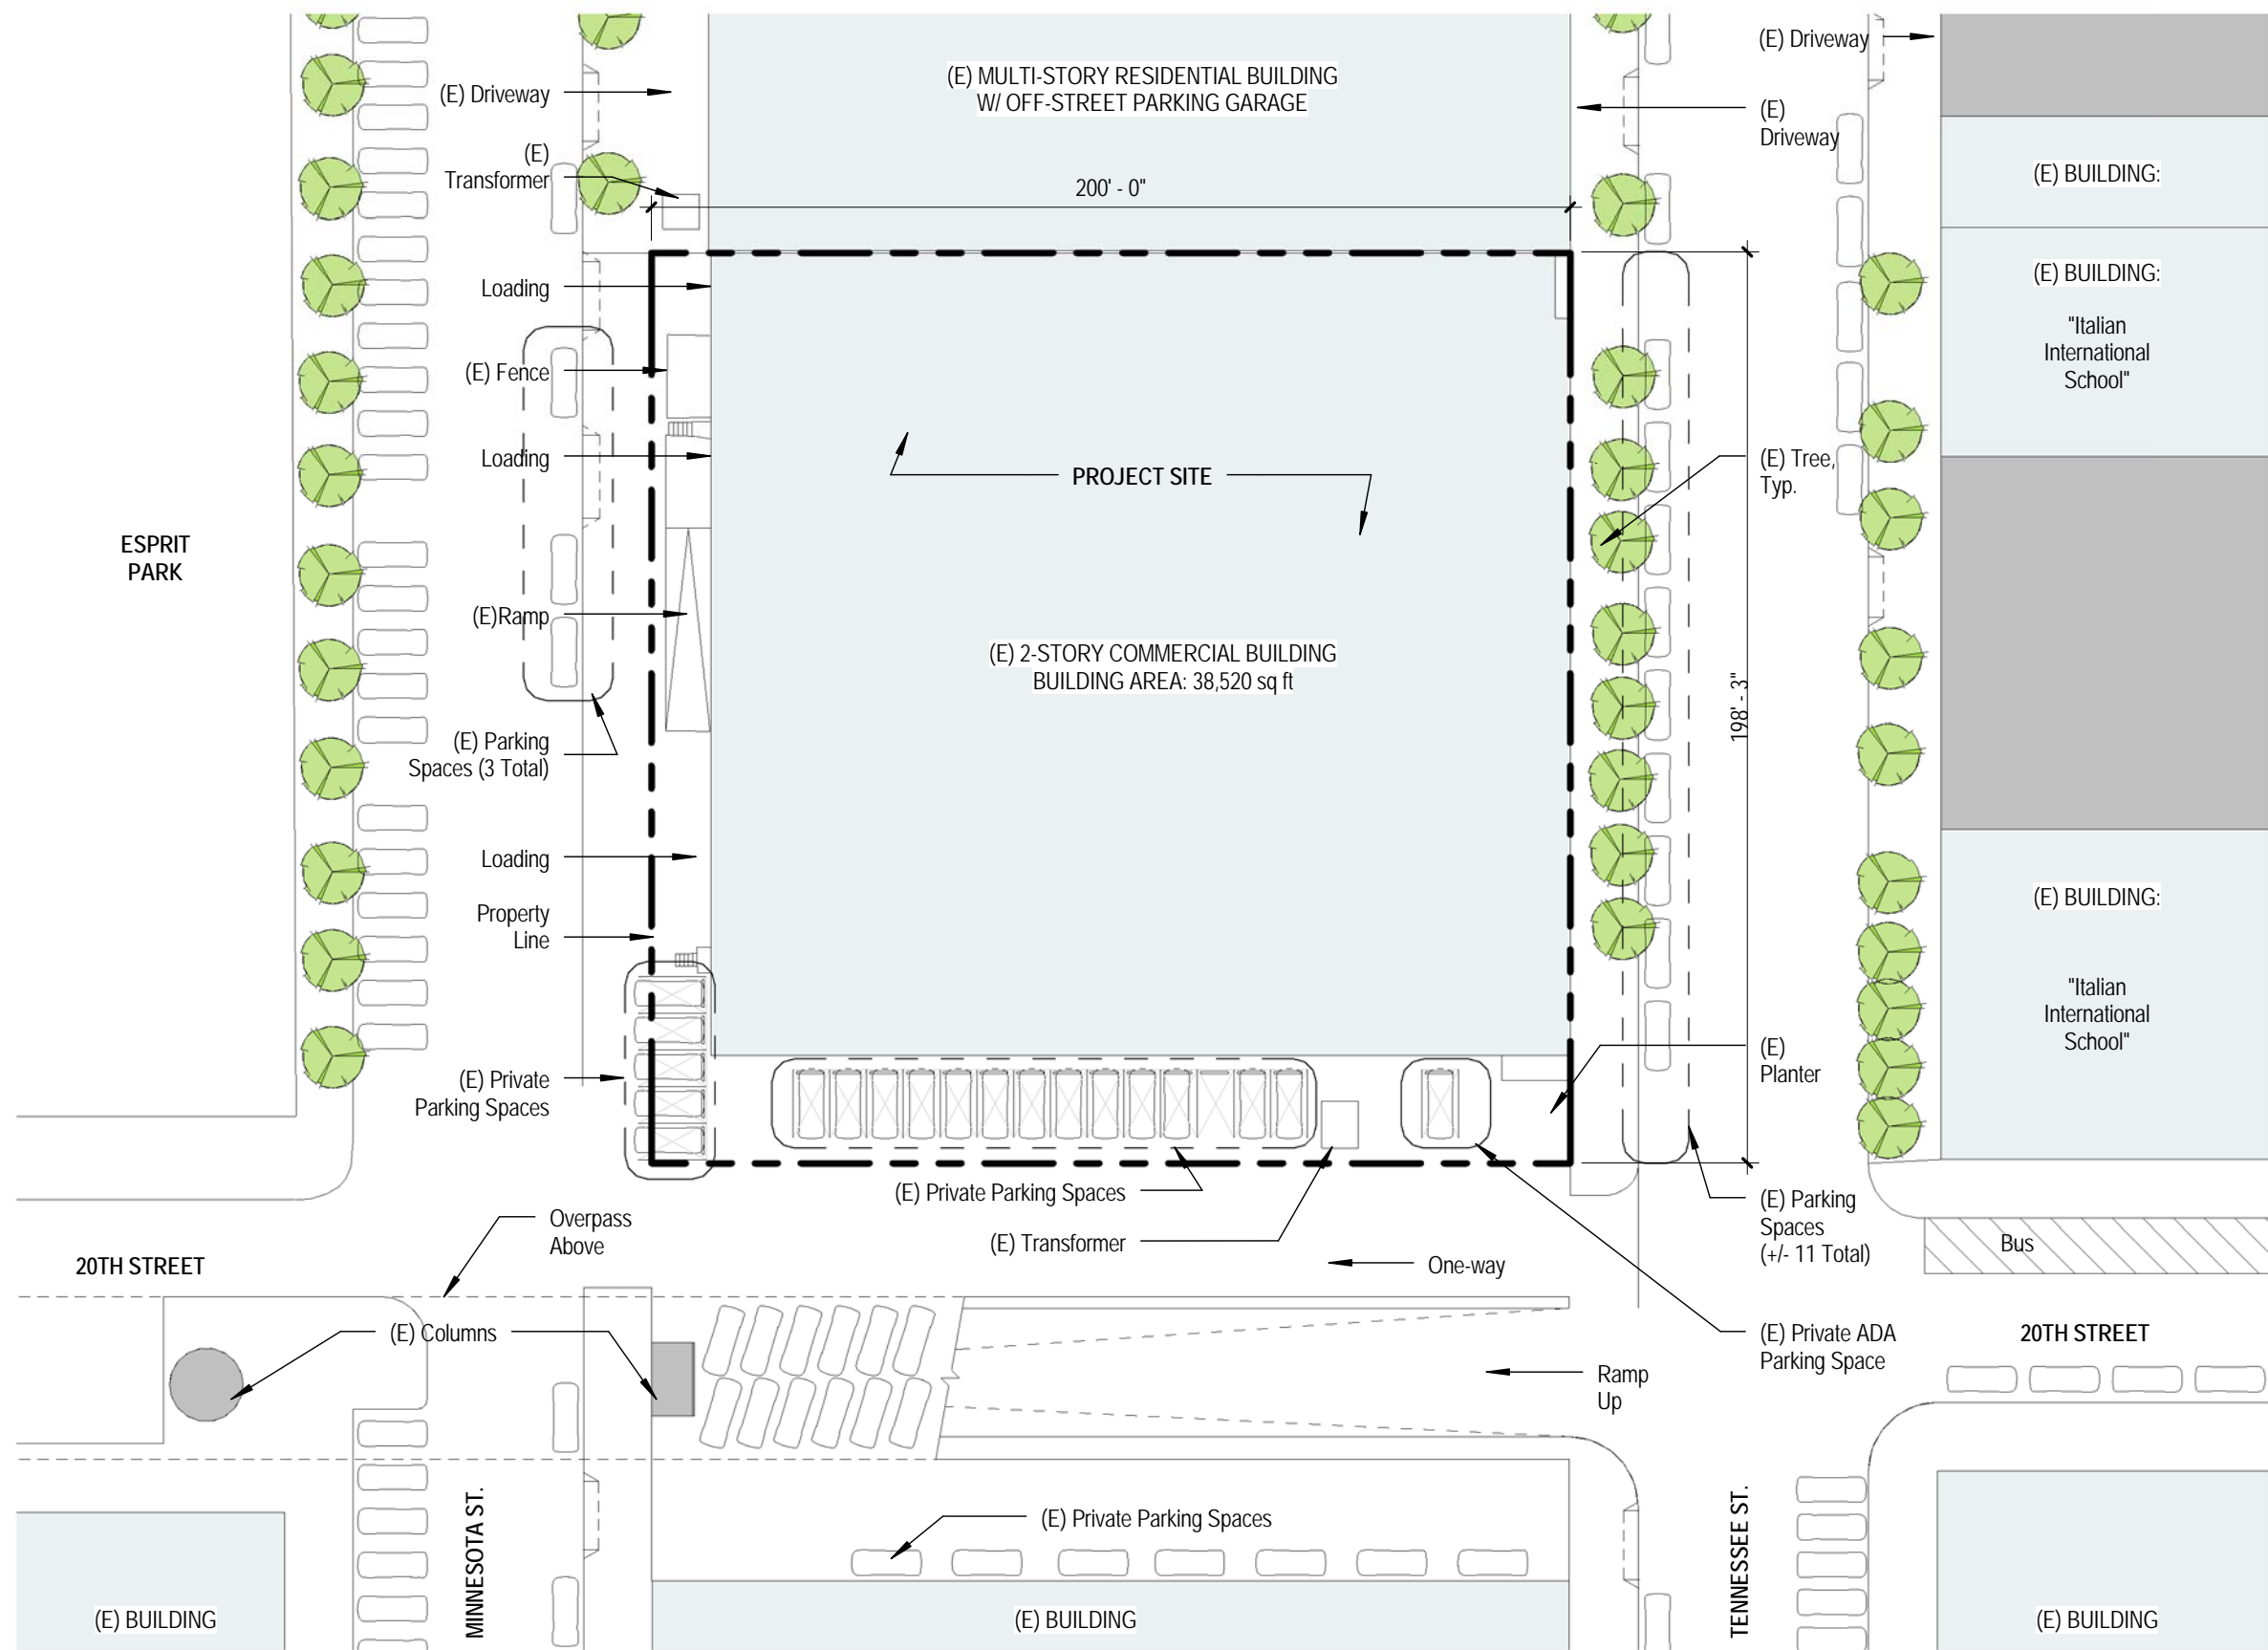 (E) Driveway
(E) MULTI-STORY RESIDENTIAL BUILDING
W/ OFF-STREET PARKING GARAGE
(E) Driveway
(E)
Driveway
(E)
Transformer
200' - 0"
(E) BUILDING:
Loading
(E) BUILDING:
"Italian
International
School"
(E) Fence
Loading
PROJECT SITE
(E) Tree,
Typ.
ESPRIT
PARK
(E)Ramp
(E) 2-STORY COMMERCIAL BUILDING
BUILDING AREA: 38,520 sq ft
198' - 3"
(E) Parking
Spaces (3 Total)
Loading
Property
Line
(E) BUILDING:
"Italian
International
School"
(E) Private
Parking Spaces
(E)
Planter
(E) Private Parking Spaces
(E) Parking
Spaces
(+/- 11 Total)
Overpass
Above
(E) Transformer
Bus
20TH STREET
One-way
(E) Columns
(E) Private ADA
Parking Space
20TH STREET
Ramp
Up
MINNESOTA ST.
(E) Private Parking Spaces
TENNESSEE ST.
(E) BUILDING
(E) BUILDING
(E) BUILDING